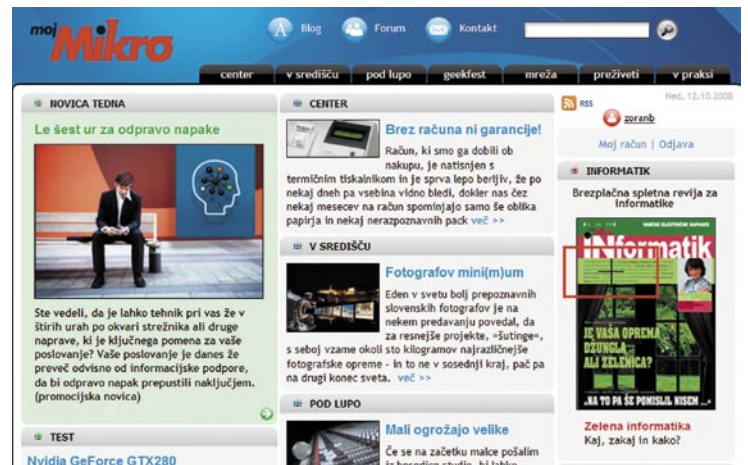 moj Mikro
Blog Forum Kontakt
center v središču pod lupo geekfest mreža preživeti v praksi
NOVICA TEDNA
Le šest ur za odpravo napake
Ste vedeli, da je lahko tehnik pri vas že v
štirih urah po okvari strežnika ali druge
naprave, ki je ključnega pomena za vaše
poslovanje? Vaše poslovanje je danes že
preveč odvisno od informacijske podpore,
da bi odpravo napak prepustili naključjem.
(promocijska novica)
TEST
Nvidia GeForce GTX280
CENTER
Brez računa ni garancije!
Račun, ki smo ga dobili ob
nakupu, je natisnjen s
termičnim tiskalnikom in je sprva lepo berljiv, že po
nekaj dneh pa vsebina vidno bledi, dokler nas čez
nekaj mesecev na račun spominjajo samo še oblika
papirja in nekaj nerazpoznavnih pack več >>
V SREDIŠČU
Fotografov mini(m)um
Eden v svetu bolj prepoznavnih
slovenskih fotografov je na
nekem predavanju povedal, da
za resnejše projekte, »šutinge«,
s seboj vzame okoli sto kilogramov najrazličnejše
fotografske opreme - in to ne v sosednji kraj, pač pa
na drugi konec sveta. več >>
POD LUPO
Mali ogrožajo velike
Če se na začetku malce pošalim
RSS
Ned, 12.10.2008
zoranb
Moj račun | Odjava
INFORMATIK
Brezplačna spletna revija za
informatike
iNformatik
JE VAŠA OPREMA
DŽUNGLA
ALI ZELENICA?
„NA TO PA ŠE POMISLIL NISEM ..."
Zelena informatika
Kaj, zakaj in kako?